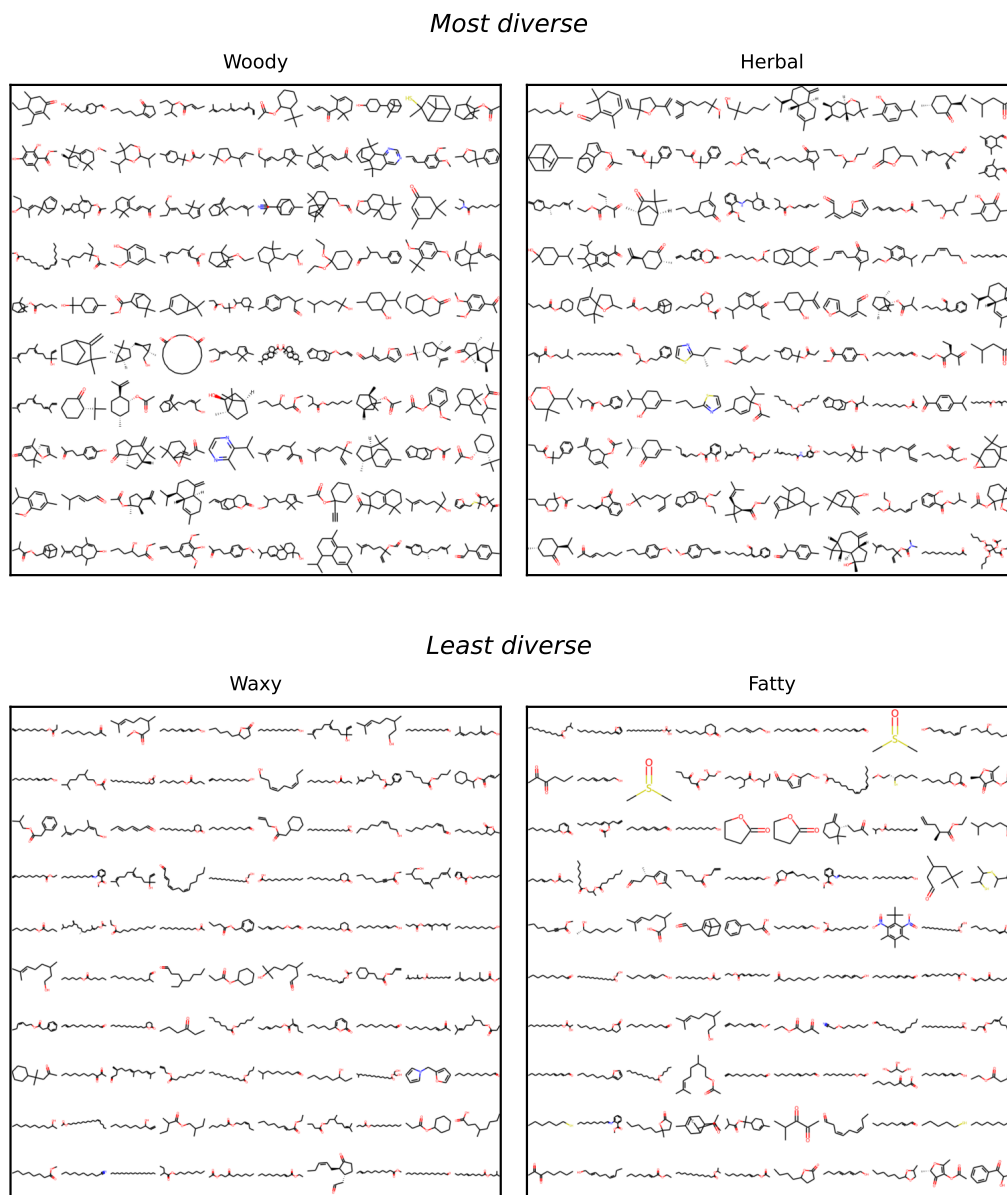 Most diverse
Woody
Herbal
Least diverse
Waxy
Fatty